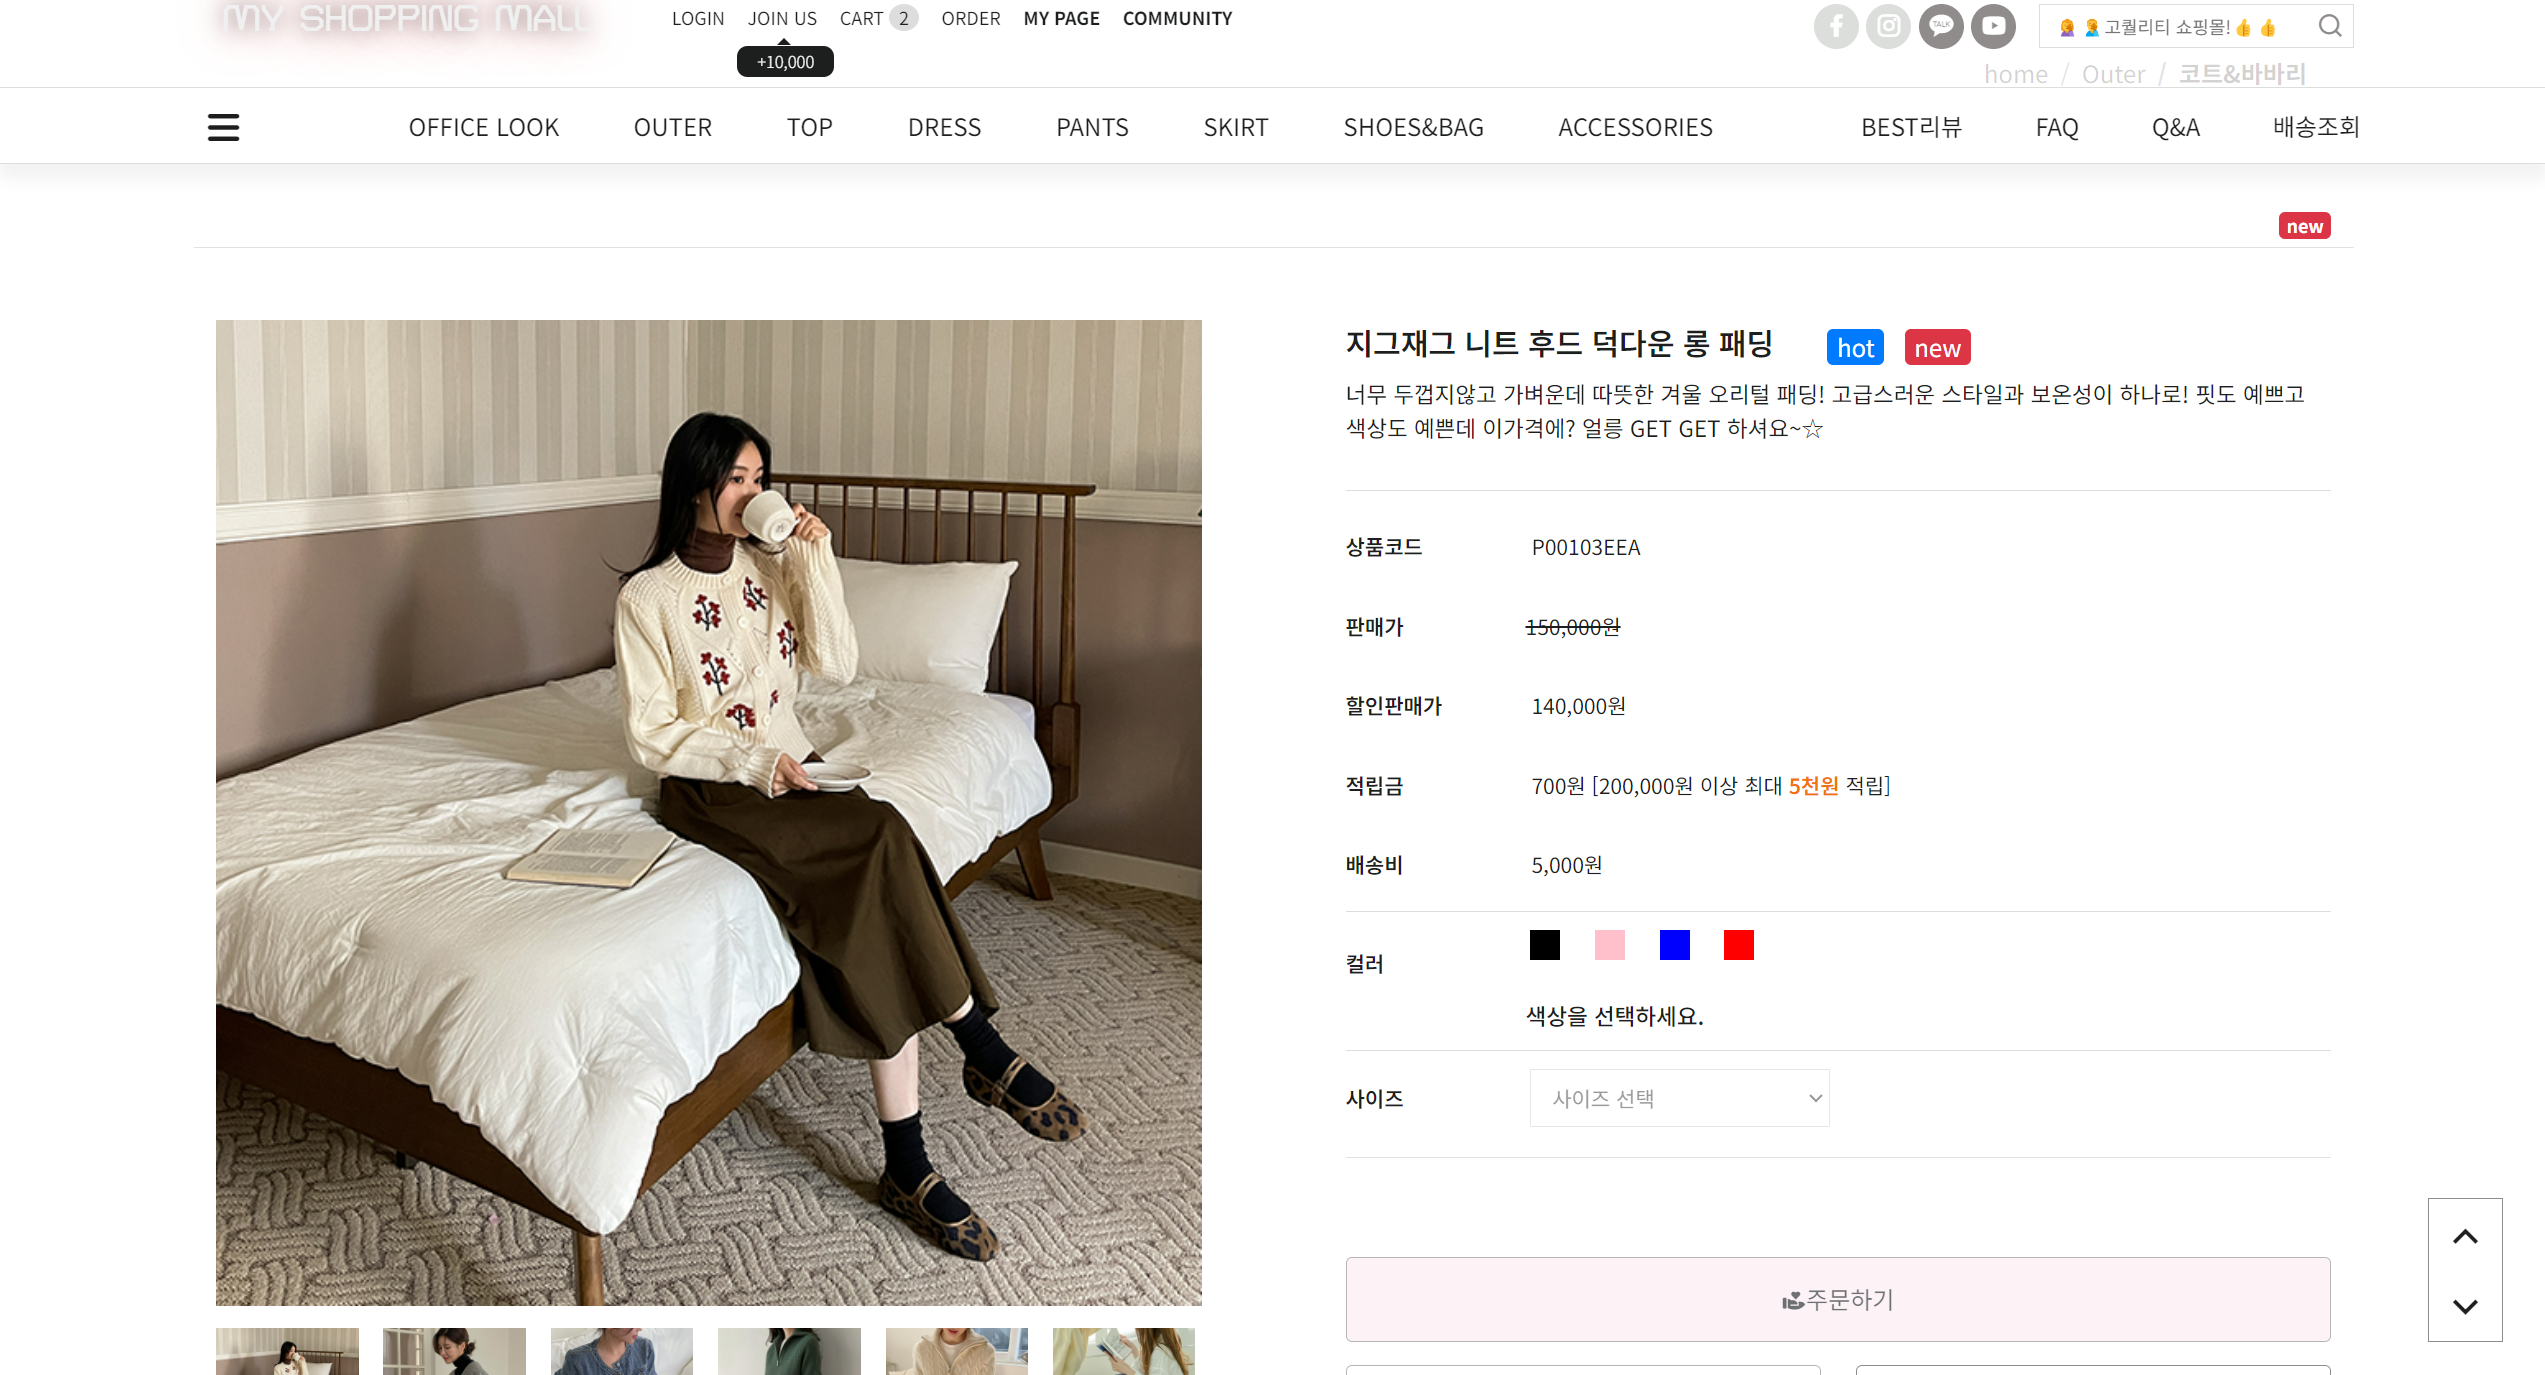 MY SHOPPING MALL
LOGIN JOIN US CART 2 ORDER MY PAGE COMMUNITY
+10,000
TALK
🤦‍♀️ 🤦‍♂️고퀄리티 쇼핑몰!👍 👍
home / Outer / 코트&바바리
OFFICE LOOK OUTER TOP DRESS PANTS SKIRT SHOES&BAG ACCESSORIES BEST리뷰 FAQ Q&A 배송조회
new
지그재그 니트 후드 덕다운 롱 패딩 hot new
너무 두껍지않고 가벼운데 따뜻한 겨울 오리털 패딩! 고급스러운 스타일과 보온성이 하나로! 핏도 예쁘고
색상도 예쁜데 이가격에? 얼릉 GET GET 하셔요~☆
상품코드 P00103EEA
판매가 150,000원
할인판매가 140,000원
적립금 700원 [200,000원 이상 최대 5천원 적립]
배송비 5,000원
컬러
색상을 선택하세요.
사이즈 사이즈 선택
주문하기